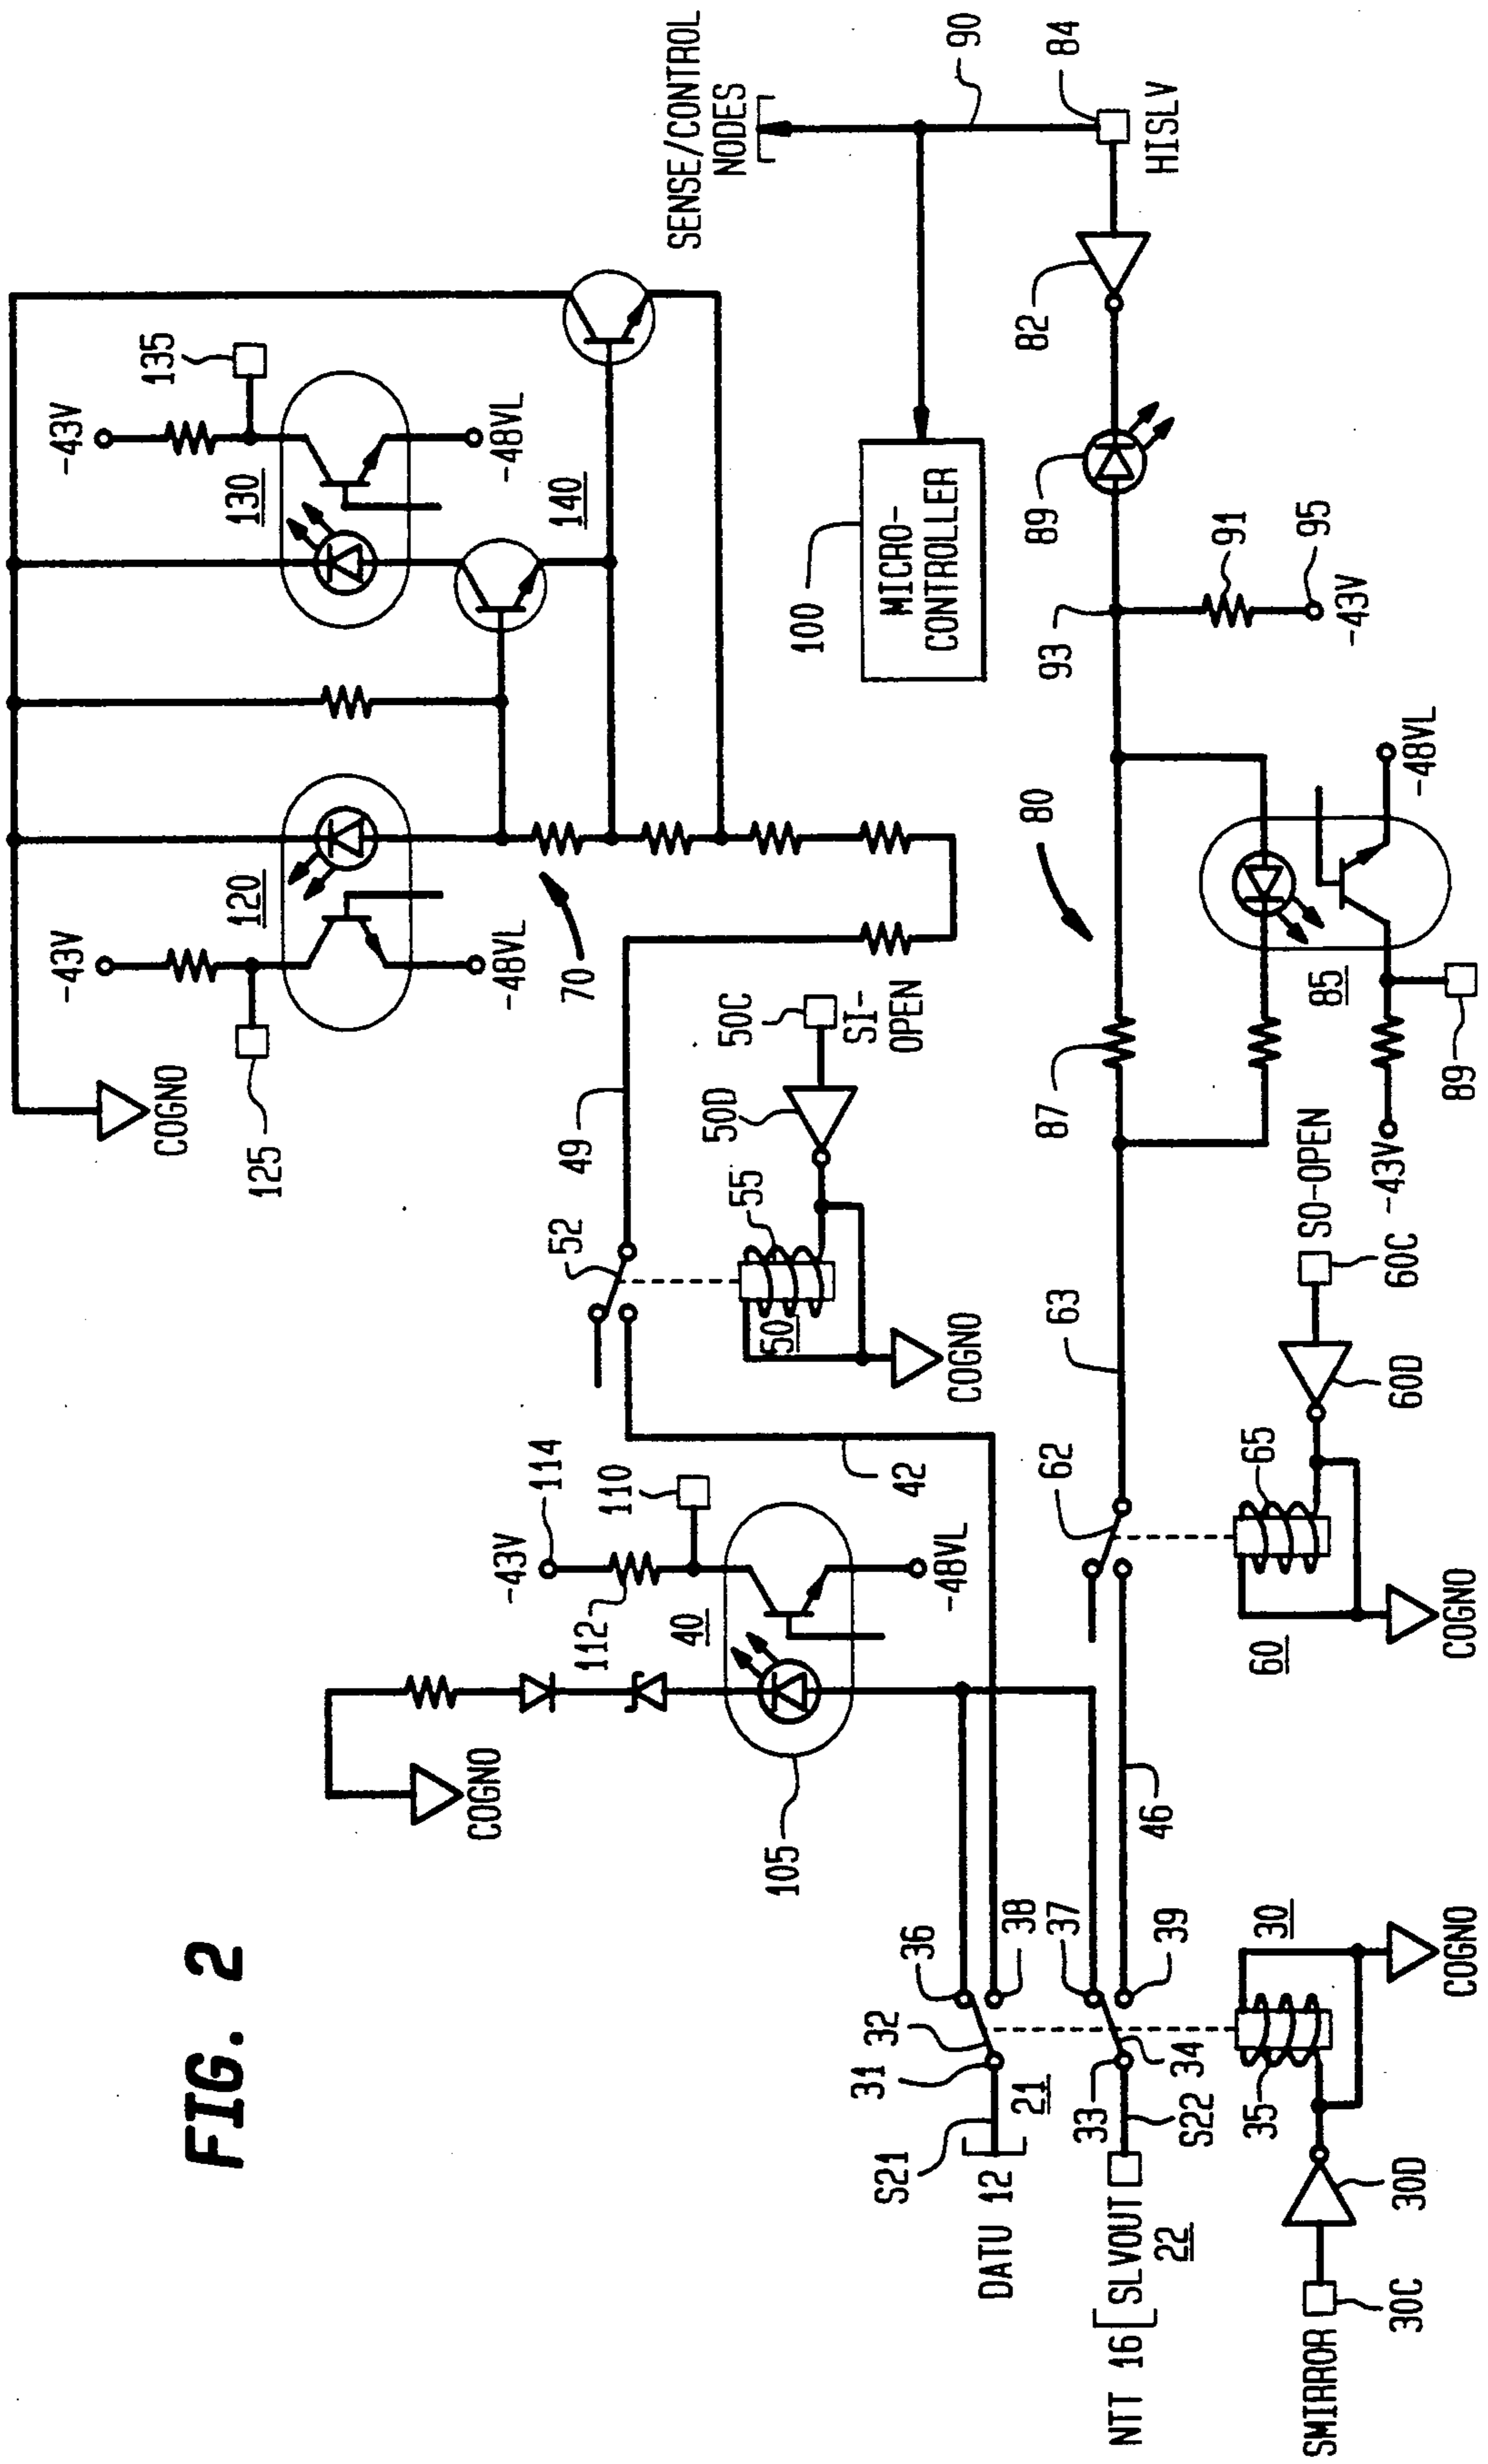 FIG. 2
COGNO
-43V
125
120
-48VL
-43V
135
130
-48VL
140
70
SENSE/CONTROL
NODES
90
84
HISLV
100
MICRO-
CONTROLLER
82
89
93
91
95
-43V
49
52
50C
SI-
OPEN
50D
55
50
COGNO
42
80
87
85
-48VL
89
-43V
SO-OPEN
60C
60D
63
62
65
60
COGNO
COGNO
-43V
114
110
112
40
-48VL
105
46
36
38
37
39
32
31
21
S21
DATU 12
33
34
S22
NTT 16
SLVOUT
22
30
35
COGNO
30D
30C
SMIRROR